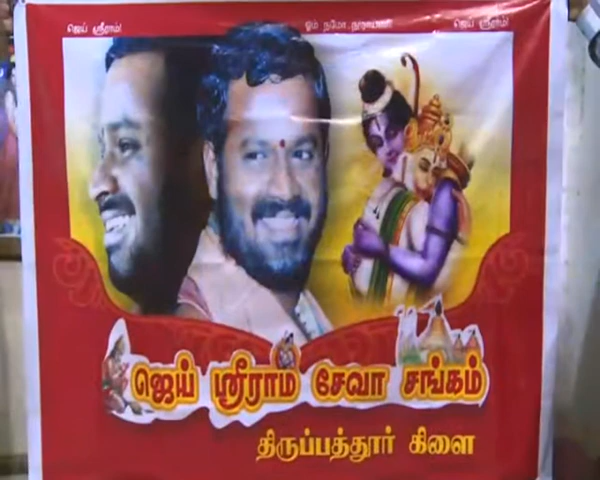 ஜெய் ஸ்ரீராம்! ஓம் நமோ நாராயணா! ஜெய் ஸ்ரீராம்!
ஜெய் ஸ்ரீராம் சேவா சங்கம்
திருப்பத்தூர் கிளை